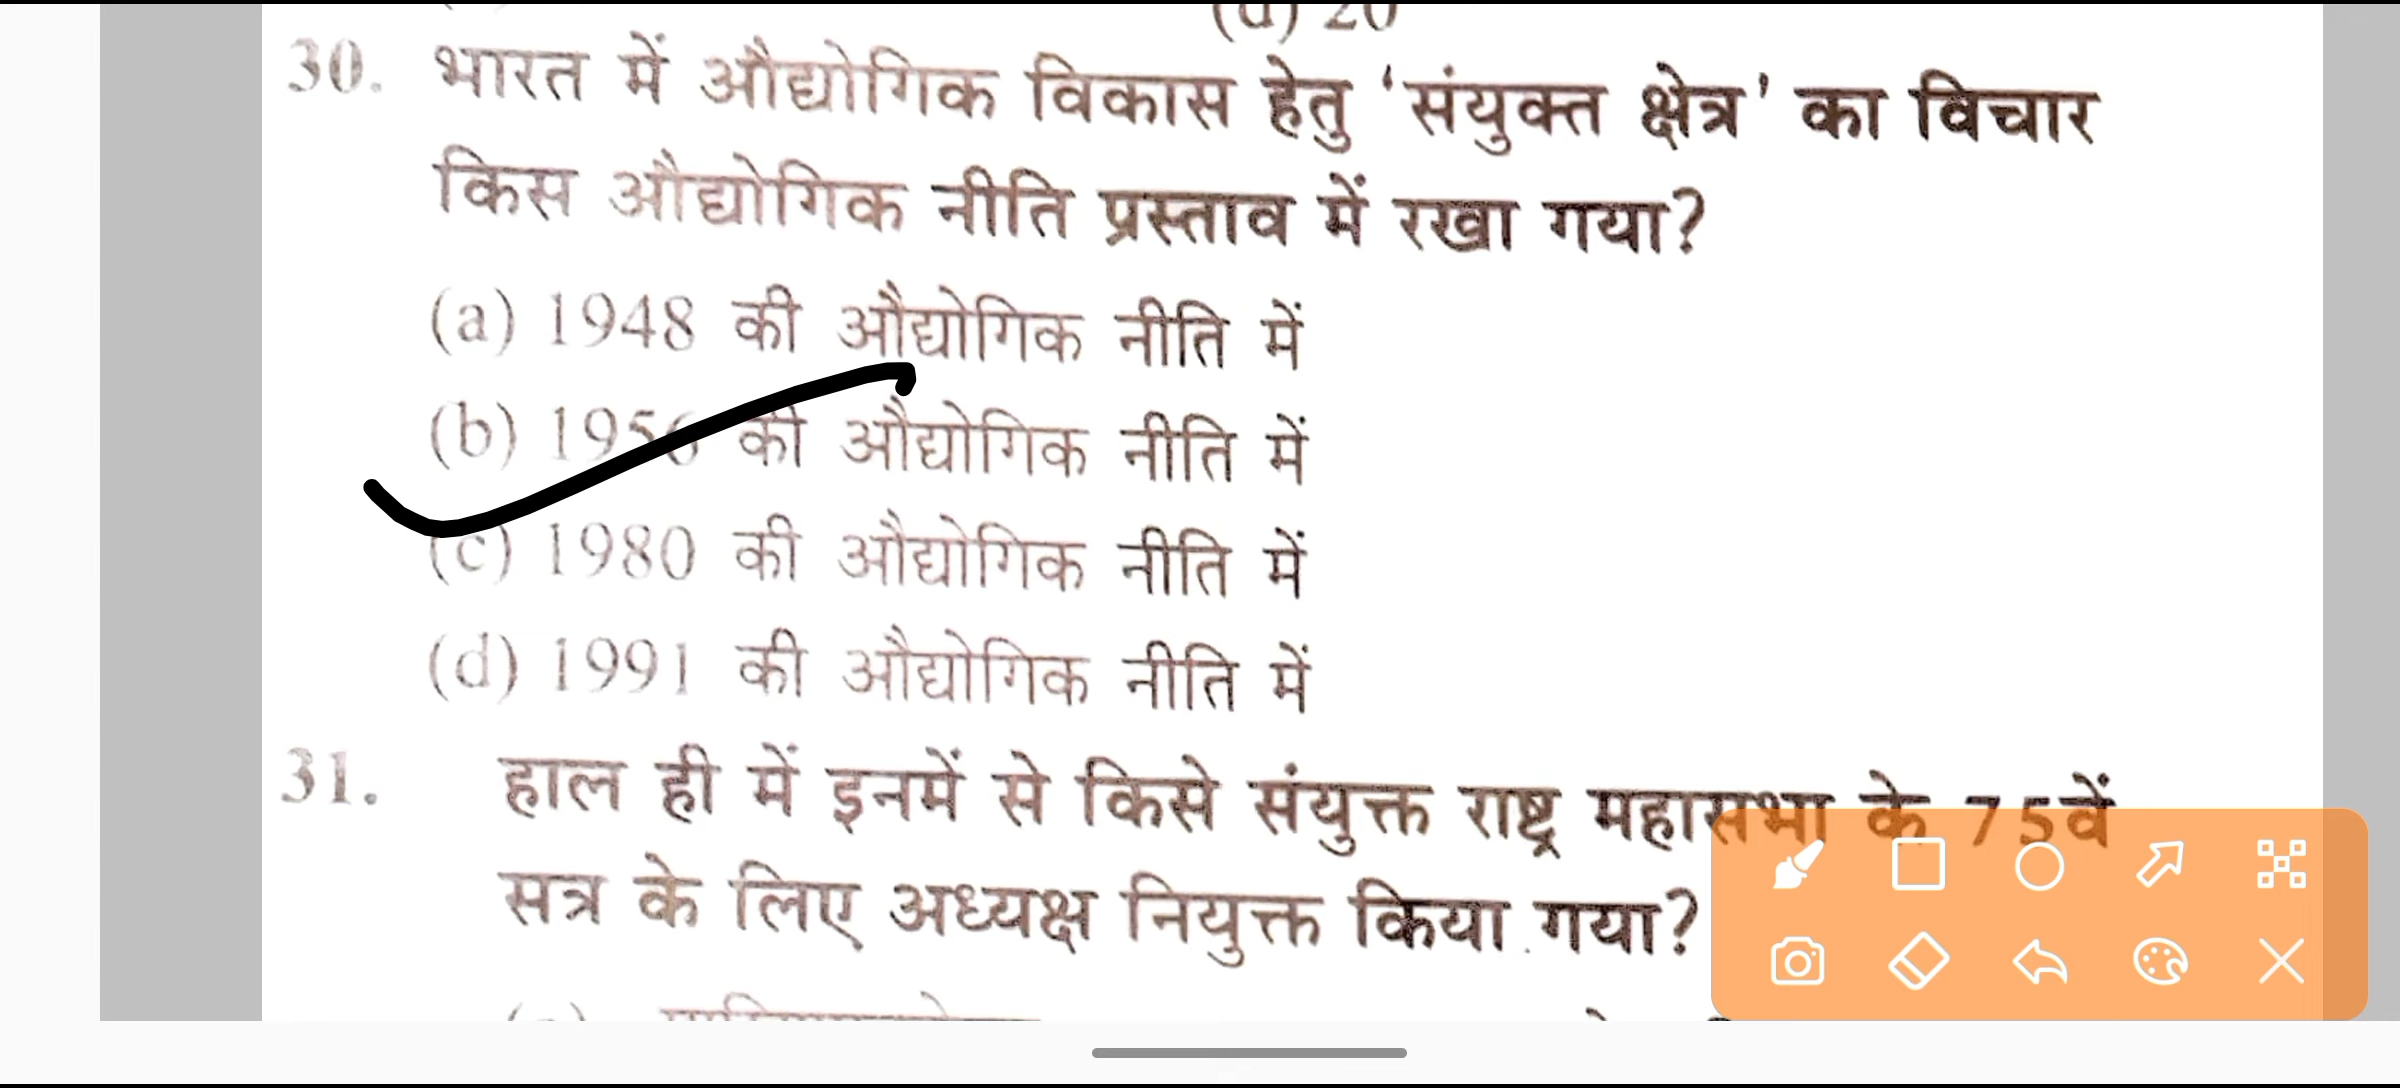 (d) 20
30. भारत में औद्योगिक विकास हेतु 'संयुक्त क्षेत्र' का विचार
किस औद्योगिक नीति प्रस्ताव में रखा गया?
(a) 1948 की औद्योगिक नीति में
(b) 1956 की औद्योगिक नीति में
(c) 1980 की औद्योगिक नीति में
(d) 1991 की औद्योगिक नीति में
31. हाल ही में इनमें से किसे संयुक्त राष्ट्र महासभा के 75वें
सत्र के लिए अध्यक्ष नियुक्त किया गया?